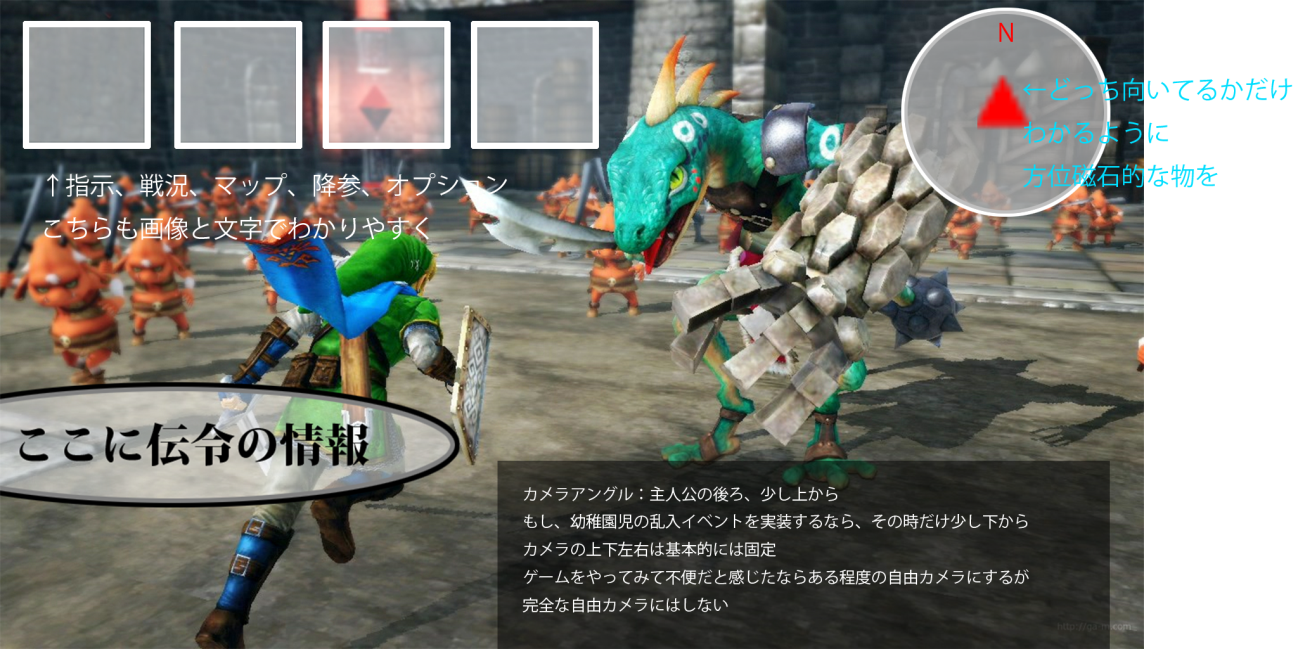 N
←どっち向いてるかだけ
わかるように
方位磁石的な物を
↑指示、戦況、マップ、降参、オプション
こちらも画像と文字でわかりやすく
ここに伝令の情報
カメラアングル：主人公の後ろ、少し上から
もし、幼稚園児の乱入イベントを実装するなら、その時だけ少し下から
カメラの上下左右は基本的には固定
ゲームをやってみて不便だと感じたならある程度の自由カメラにするが
完全な自由カメラにはしない